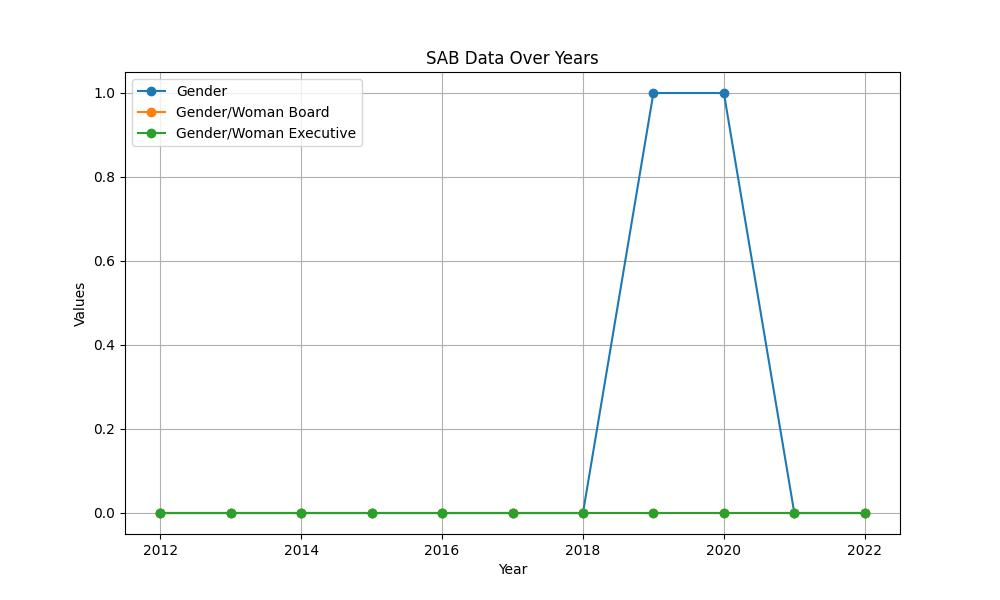 SAB Data Over Years
Gender
Gender/Woman Board
Gender/Woman Executive
1.0
0.8
0.6
0.4
0.2
0.0
Values
2012 2014 2016 2018 2020 2022
Year